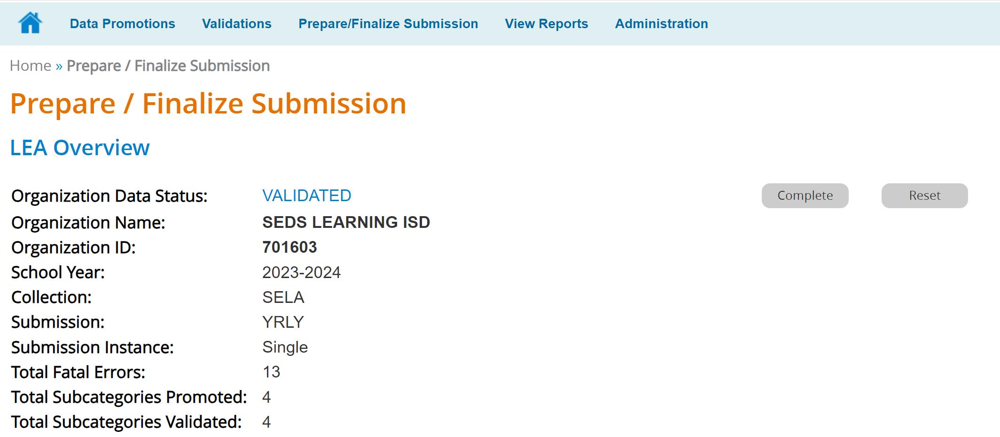 Data Promotions Validations Prepare/Finalize Submission View Reports Administration
Home » Prepare / Finalize Submission
Prepare / Finalize Submission
LEA Overview
Organization Data Status: VALIDATED Complete Reset
Organization Name: SEDS LEARNING ISD
Organization ID: 701603
School Year: 2023-2024
Collection: SELA
Submission: YRLY
Submission Instance: Single
Total Fatal Errors: 13
Total Subcategories Promoted: 4
Total Subcategories Validated: 4